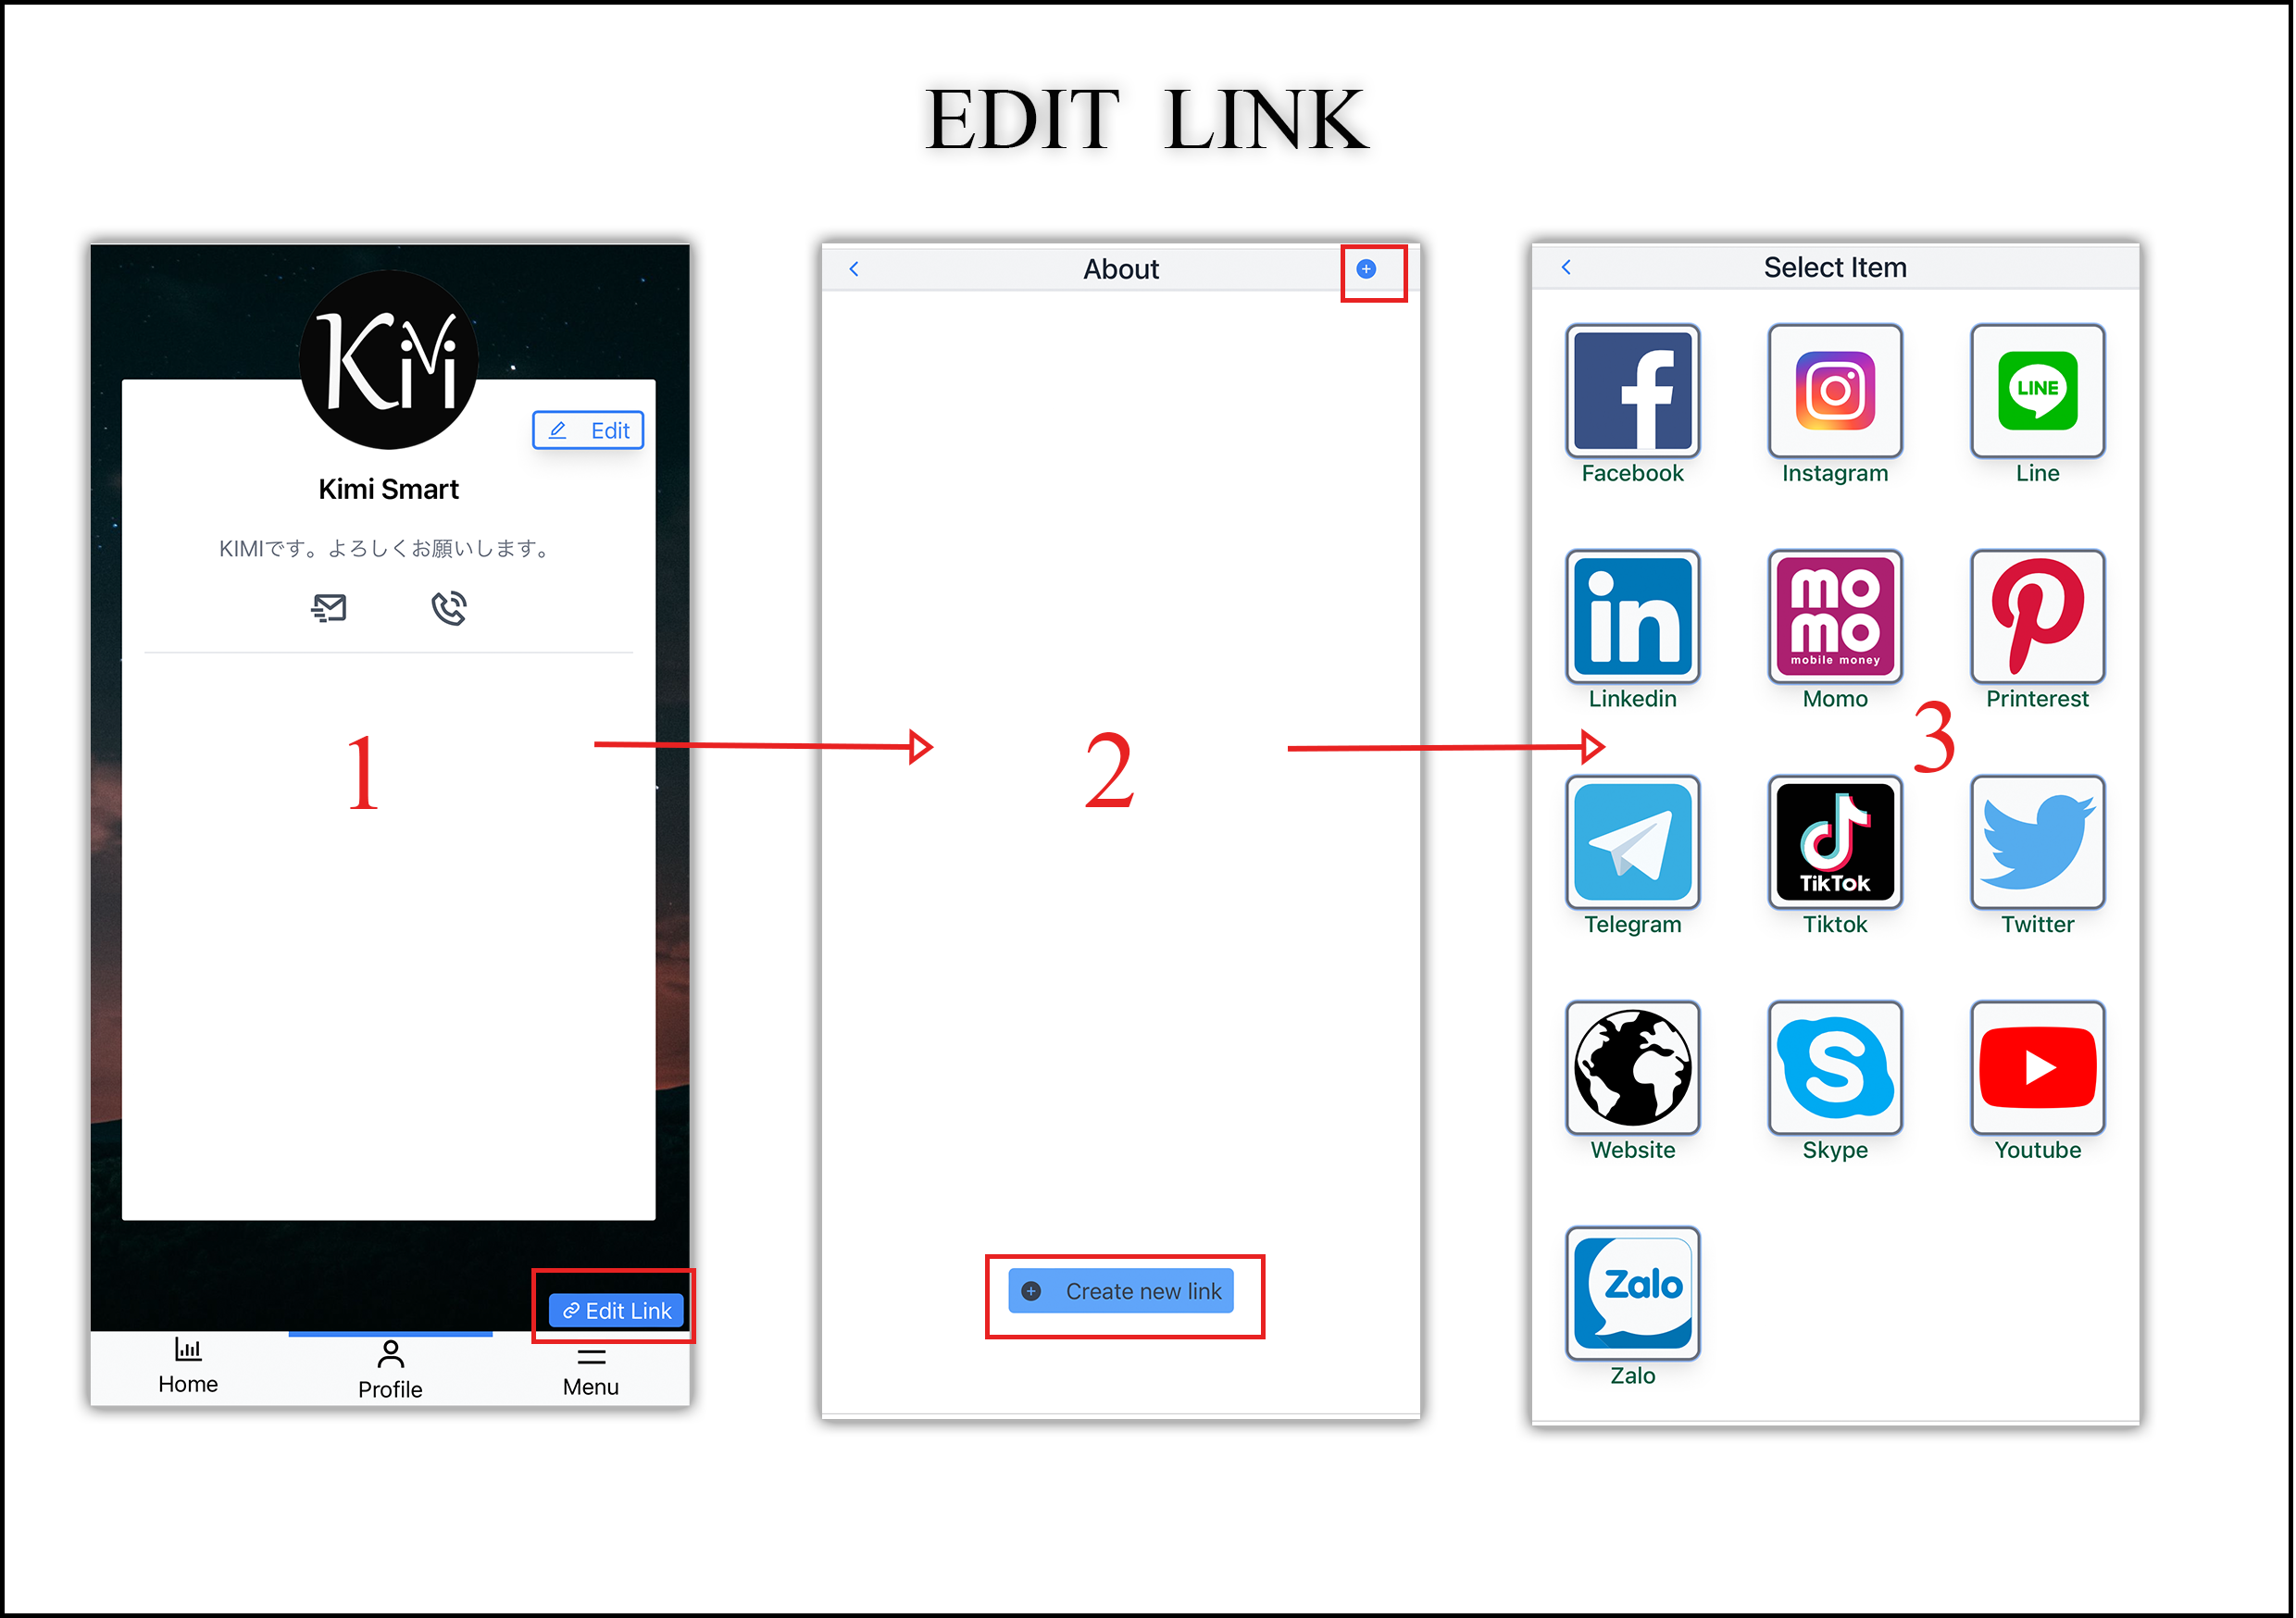 EDIT LINK
KiMi
Edit
Kimi Smart
KIMIです。よろしくお願いします。
1
Edit Link
Home
Profile
Menu
About
2
Create new link
Select Item
LINE
Facebook
Instagram
Line
in
mo
mo
mobile money
Linkedin
Momo
Printerest
3
TikTok
Telegram
Tiktok
Twitter
Website
Skype
Youtube
Zalo
Zalo